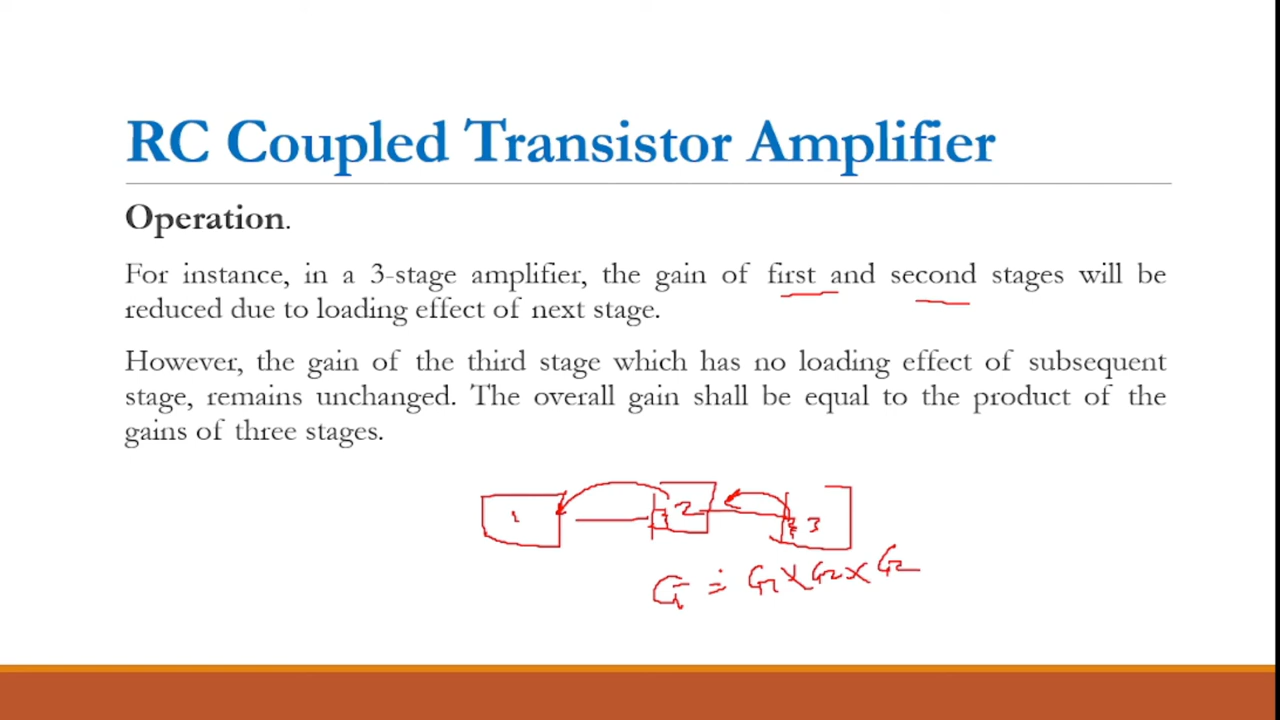 RC Coupled Transistor Amplifier
Operation.
For instance, in a 3-stage amplifier, the gain of first and second stages will be
reduced due to loading effect of next stage.
However, the gain of the third stage which has no loading effect of subsequent
stage, remains unchanged. The overall gain shall be equal to the product of the
gains of three stages.
1 2 3
G = G1 x G2 x G2